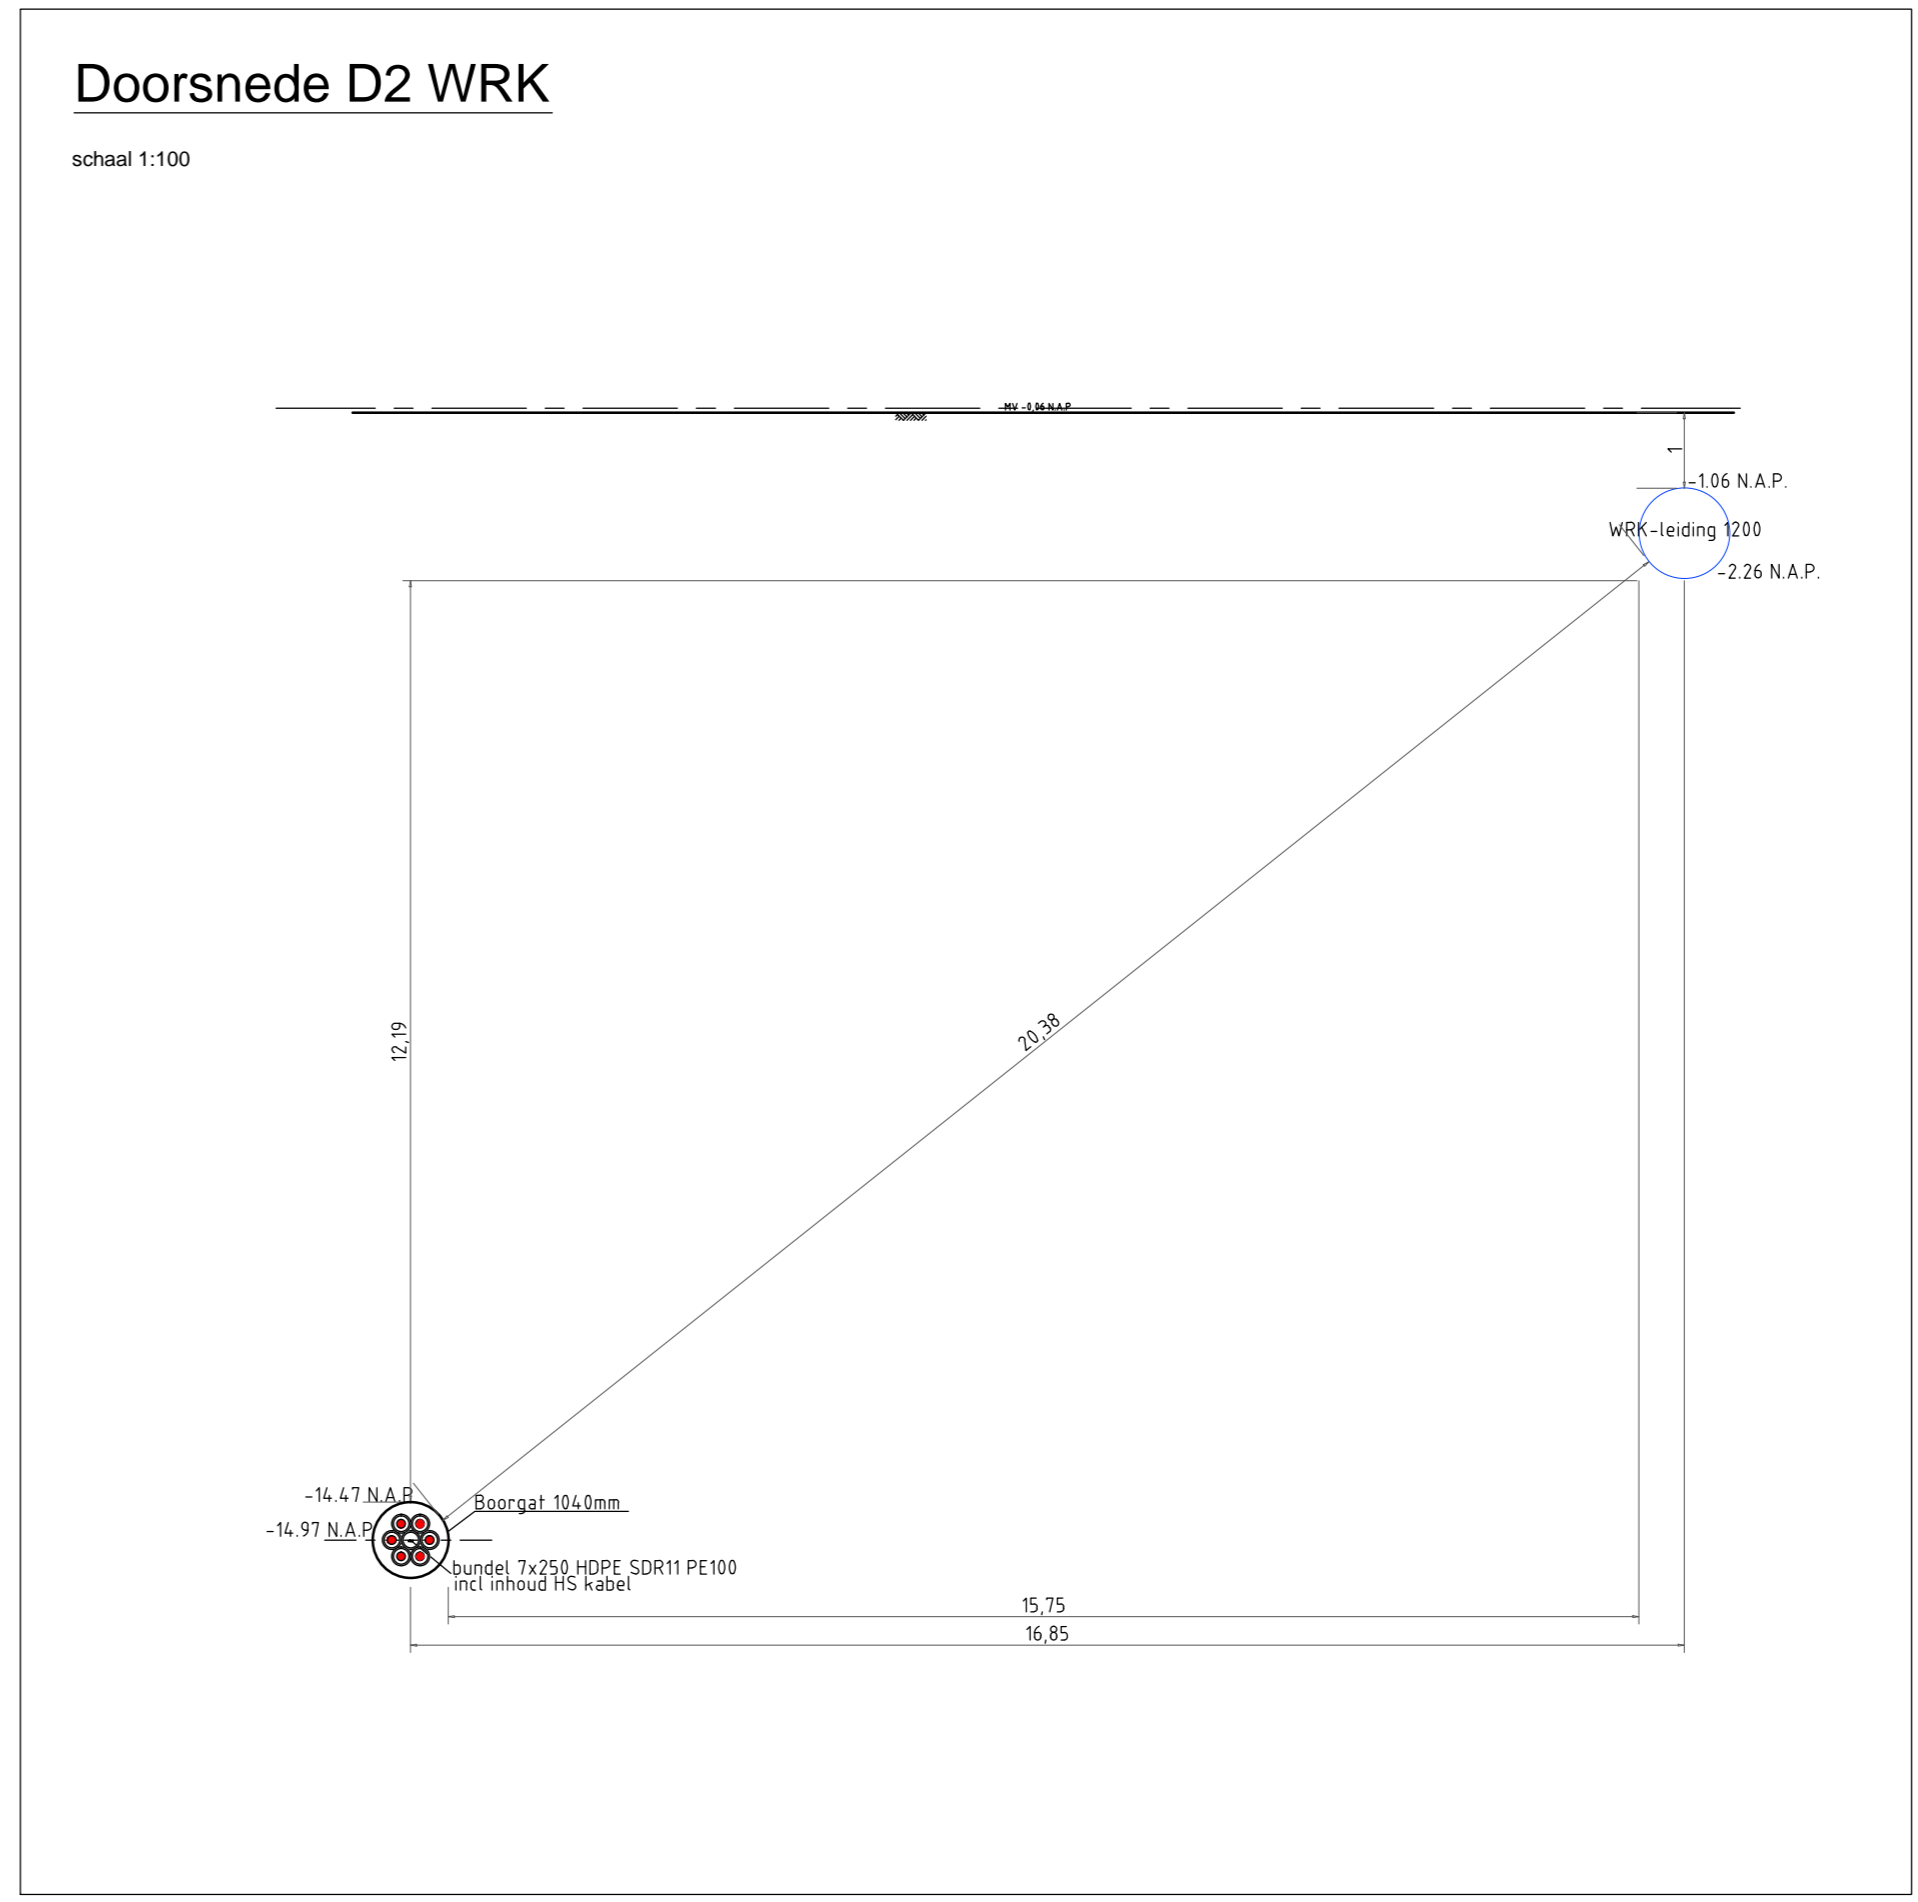 Doorsnede D2 WRK
schaal 1:100
MV -0,06 N.A.P
1
-1.06 N.A.P.
WRK-leiding 1200
-2.26 N.A.P.
12,19
20,38
-14.47 N.A.P
Boorgat 1040mm
-14.97 N.A.P
bundel 7x250 HDPE SDR11 PE100
incl inhoud HS kabel
15,75
16,85